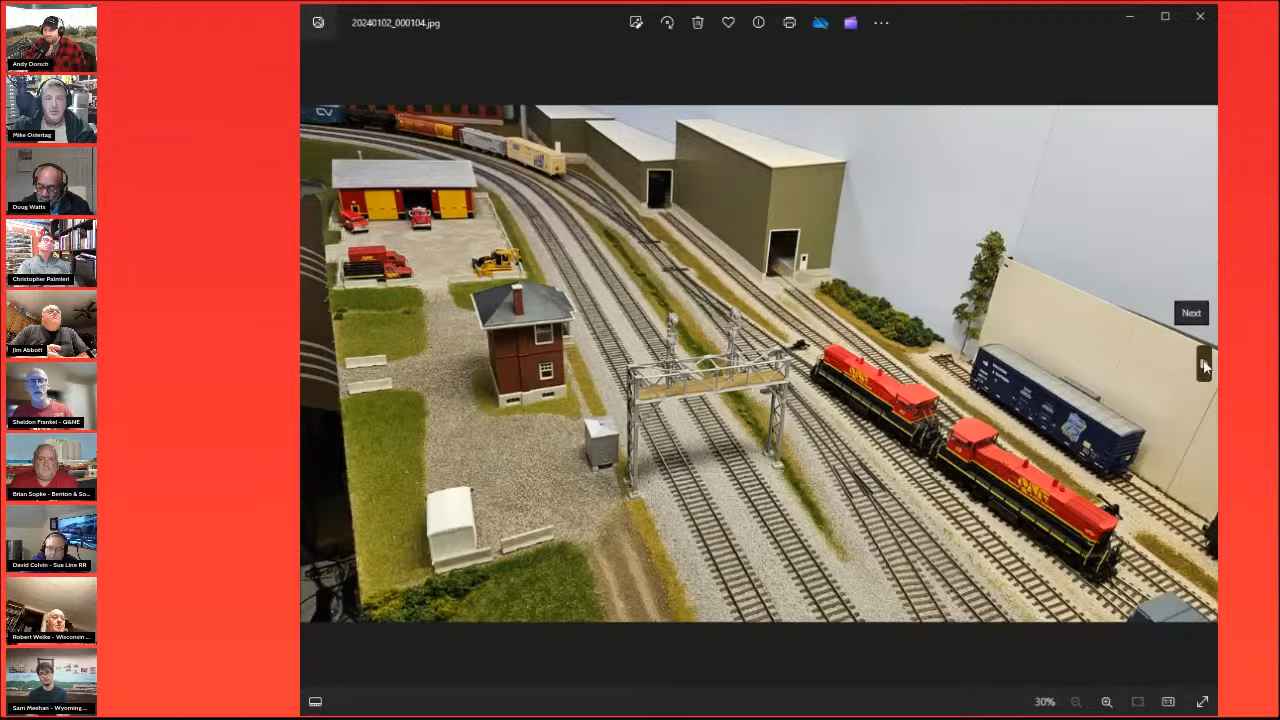 20240102_000104.jpg
Andy Dorsch
Mike Ostertag
Doug Watts
Christopher Palmieri
Jim Abbott
Sheldon Frankel - Q&NE
Brian Sopke - Benton & So...
David Colvin - Sue Line RR
Robert Welke - Wisconsin ...
Sam Meehan - Wyoming ...
Next
30%